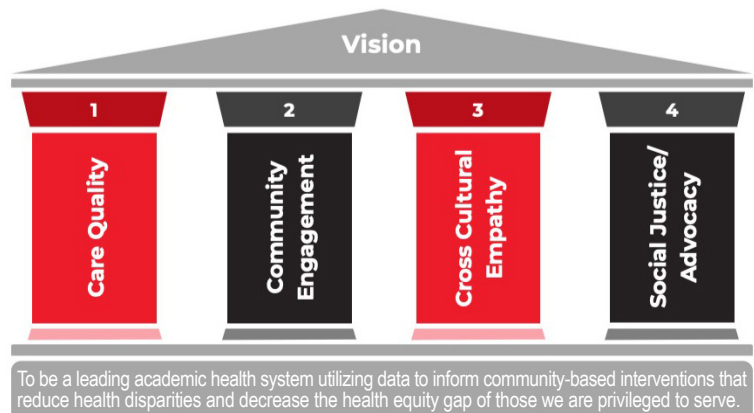 Vision
1
2
3
4
Care Quality
Community
Engagement
Cross Cultural
Empathy
Social Justice/
Advocacy
To be a leading academic health system utilizing data to inform community-based interventions that
reduce health disparities and decrease the health equity gap of those we are privileged to serve.